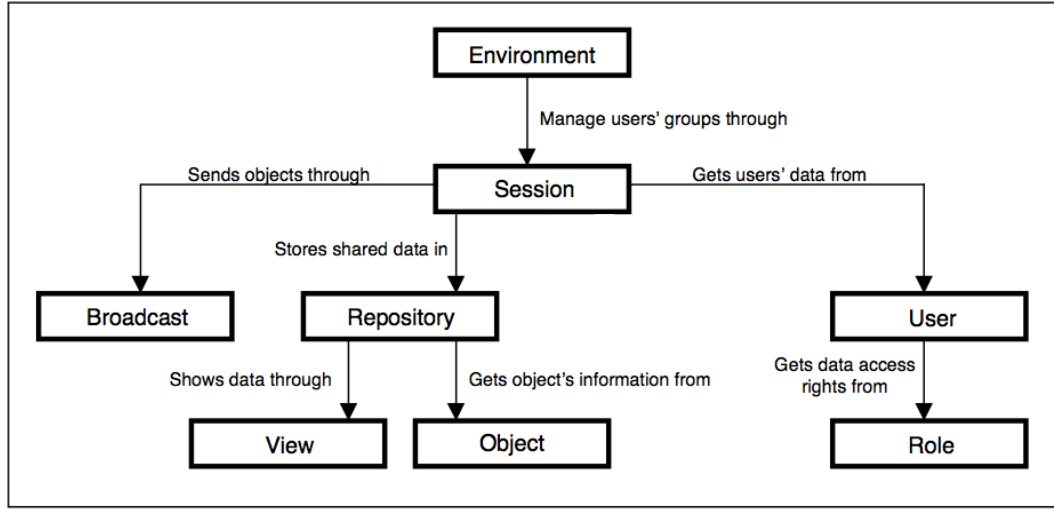 Environment
Manage users' groups through
Sends objects through
Session
Gets users' data from
Stores shared data in
Broadcast
Repository
User
Shows data through
Gets object's information from
Gets data access
rights from
View
Object
Role